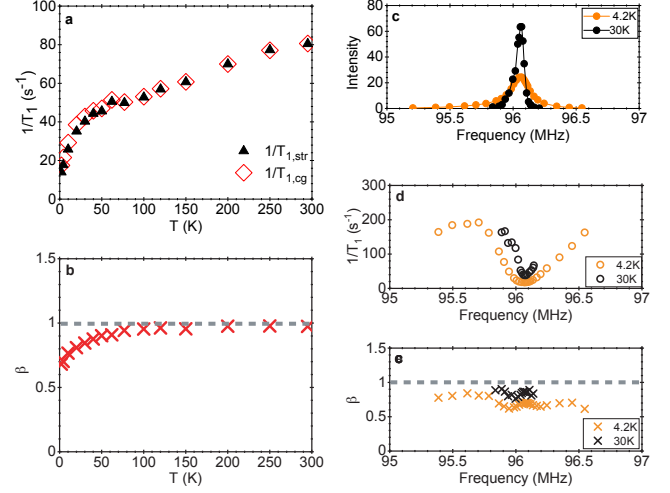 a
100
80
60
40
20
0
1/T1 (s-1)
0 50 100 150 200 250 300
T (K)
1/T1,str
1/T1,cg
b
1.5
1
0.5
0
β
0 50 100 150 200 250 300
T (K)
c
80
60
40
20
0
Intensity
4.2K
30K
95 95.5 96 96.5 97
Frequency (MHz)
d
300
200
100
0
1/T1 (s-1)
4.2K
30K
95 95.5 96 96.5 97
Frequency (MHz)
e
1.5
1
0.5
0
β
4.2K
30K
95 95.5 96 96.5 97
Frequency (MHz)